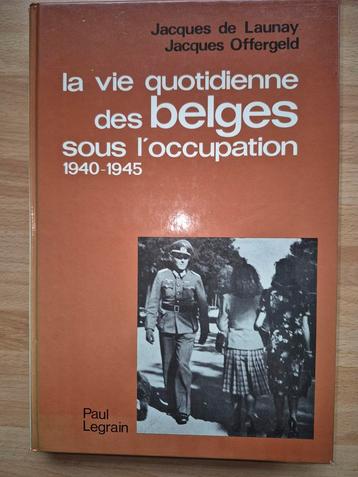 Jacques de Launay
Jacques Offergeld
la vie quotidienne
des belges
sous l'occupation
1940-1945
Paul
Legrain